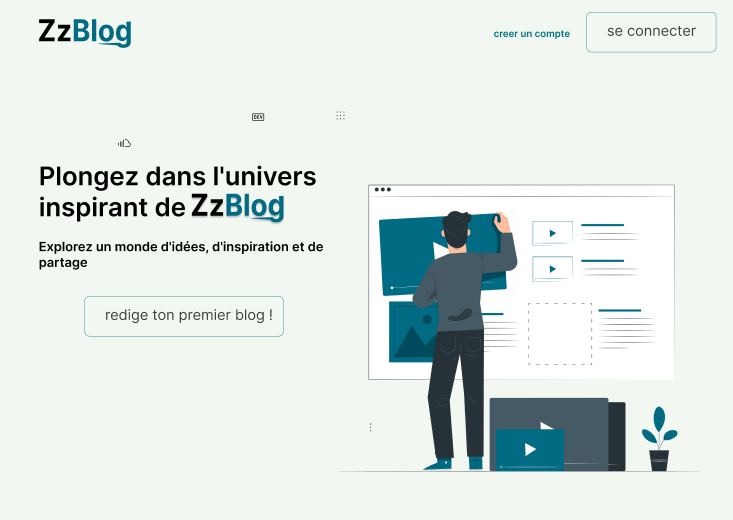 ZzBlog
creer un compte
se connecter
DEV
Plongez dans l'univers
inspirant de ZzBlog
Explorez un monde d'idées, d'inspiration et de
partage
redige ton premier blog !